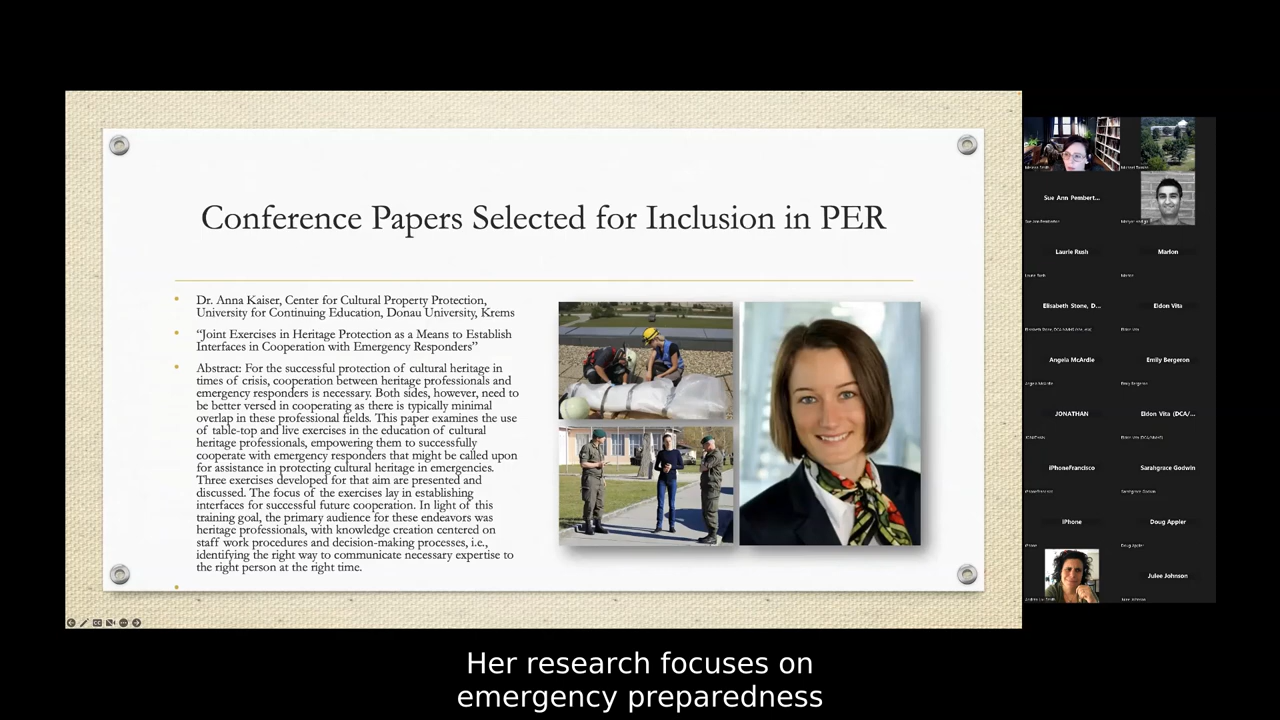 Conference Papers Selected for Inclusion in PER
Dr. Anna Kaiser, Center for Cultural Property Protection,
University for Continuing Education, Donau University, Krems
“Joint Exercises in Heritage Protection as a Means to Establish
Interfaces in Cooperation with Emergency Responders”
Abstract: For the successful protection of cultural heritage in
times of crisis, cooperation between heritage professionals and
emergency responders is necessary. Both sides, however, need to
be better versed in cooperating as there is typically minimal
overlap in these professional fields. This paper examines the use
of table-top and live exercises in the education of cultural
heritage professionals, empowering them to successfully
cooperate with emergency responders that might be called upon
for assistance in protecting cultural heritage in emergencies.
Three exercises developed for that aim are presented and
discussed. The focus of the exercises lay in establishing
interfaces for successful future cooperation. In light of this
training goal, the primary audience for these endeavors was
heritage professionals, with knowledge creation centered on
staff work procedures and decision-making processes, i.e.,
identifying the right way to communicate necessary expertise to
the right person at the right time.
Sue Ann Pembert...
Laurie Rush
Marlon
Elisabeth Stone, D...
Eldon Vita
Angela McArdle
Emily Bergeron
JONATHAN
Eldon Vita (DCA/...
iPhoneFrancisco
Sarahgrace Godwin
iPhone
Doug Appler
Julee Johnson
Her research focuses on
emergency preparedness